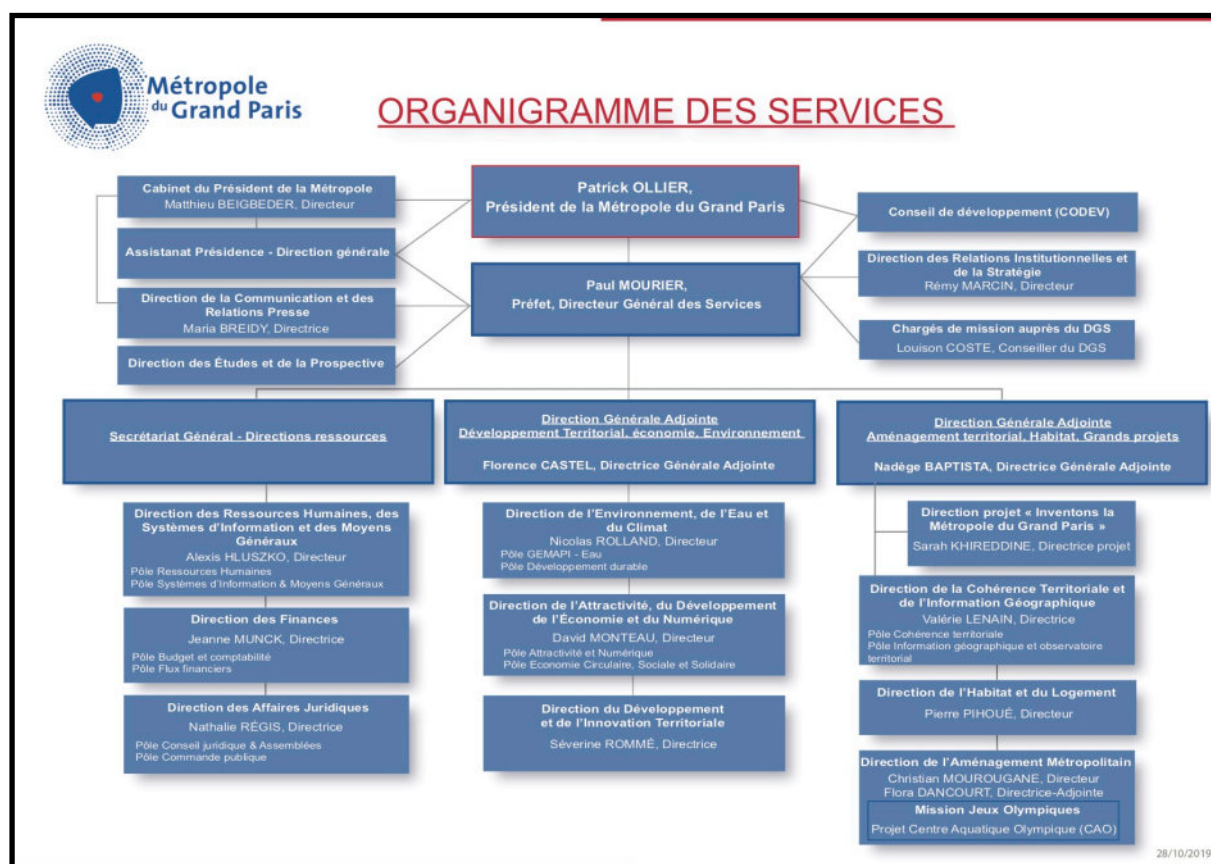 Métropole
du Grand Paris
ORGANIGRAMME DES SERVICES
Cabinet du Président de la Métropole
Matthieu BEIGBEDER, Directeur
Assistanat Présidence - Direction générale
Direction de la Communication et des
Relations Presse
Maria BREIDY, Directrice
Direction des Études et de la Prospective
Patrick OLLIER,
Président de la Métropole du Grand Paris
Paul MOURIER,
Préfet, Directeur Général des Services
Conseil de développement (CODEV)
Direction des Relations Institutionnelles et
de la Stratégie
Rémy MARCIN, Directeur
Chargés de mission auprès du DGS
Louison COSTE, Conseiller du DGS
Secrétariat Général - Directions ressources
Direction Générale Adjointe
Développement Territorial, économie, Environnement
Florence CASTEL, Directrice Générale Adjointe
Direction Générale Adjointe
Aménagement territorial, Habitat, Grands projets
Nadège BAPTISTA, Directrice Générale Adjointe
Direction des Ressources Humaines, des
Systèmes d'Information et des Moyens
Généraux
Alexis HLUSZKO, Directeur
Pôle Ressources Humaines
Pôle Systèmes d'Information & Moyens Généraux
Direction des Finances
Jeanne MUNCK, Directrice
Pôle Budget et comptabilité
Pôle Flux financiers
Direction des Affaires Juridiques
Nathalie RÉGIS, Directrice
Pôle Conseil juridique & Assemblées
Pôle Commande publique
Direction de l'Environnement, de l'Eau et
du Climat
Nicolas ROLLAND, Directeur
Pôle GEMAPI - Eau
Pôle Développement durable
Direction de l'Attractivité, du Développement
de l'Économie et du Numérique
David MONTEAU, Directeur
Pôle Attractivité et Numérique
Pôle Economie Circulaire, Sociale et Solidaire
Direction du Développement
et de l'Innovation Territoriale
Séverine ROMMÉ, Directrice
Direction projet « Inventons la
Métropole du Grand Paris »
Sarah KHIREDDINE, Directrice projet
Direction de la Cohérence Territoriale et
de l'Information Géographique
Valérie LENAIN, Directrice
Pôle Cohérence territoriale
Pôle Information géographique et observatoire
territorial
Direction de l'Habitat et du Logement
Pierre PIHOUÉ, Directeur
Direction de l'Aménagement Métropolitain
Christian MOUROUGANE, Directeur
Flora DANCOURT, Directrice-Adjointe
Mission Jeux Olympiques
Projet Centre Aquatique Olympique (CAO)
28/10/2019